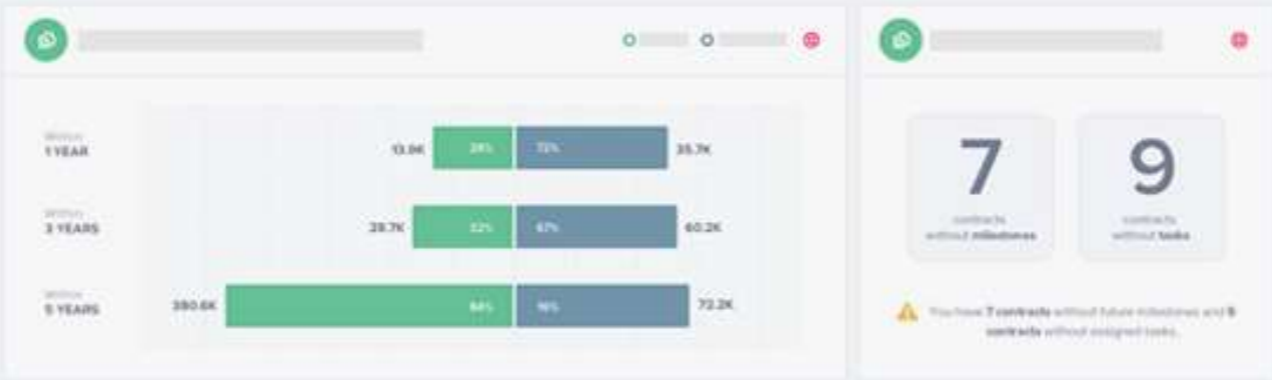 Within
1 YEAR
13.9K 28% 72% 35.7K
Within
3 YEARS
28.7K 32% 67% 60.2K
Within
5 YEARS
380.6K 84% 16% 72.2K
7
contracts
without milestones
9
contracts
without tasks
You have 7 contracts without future milestones and 9
contracts without assigned tasks.